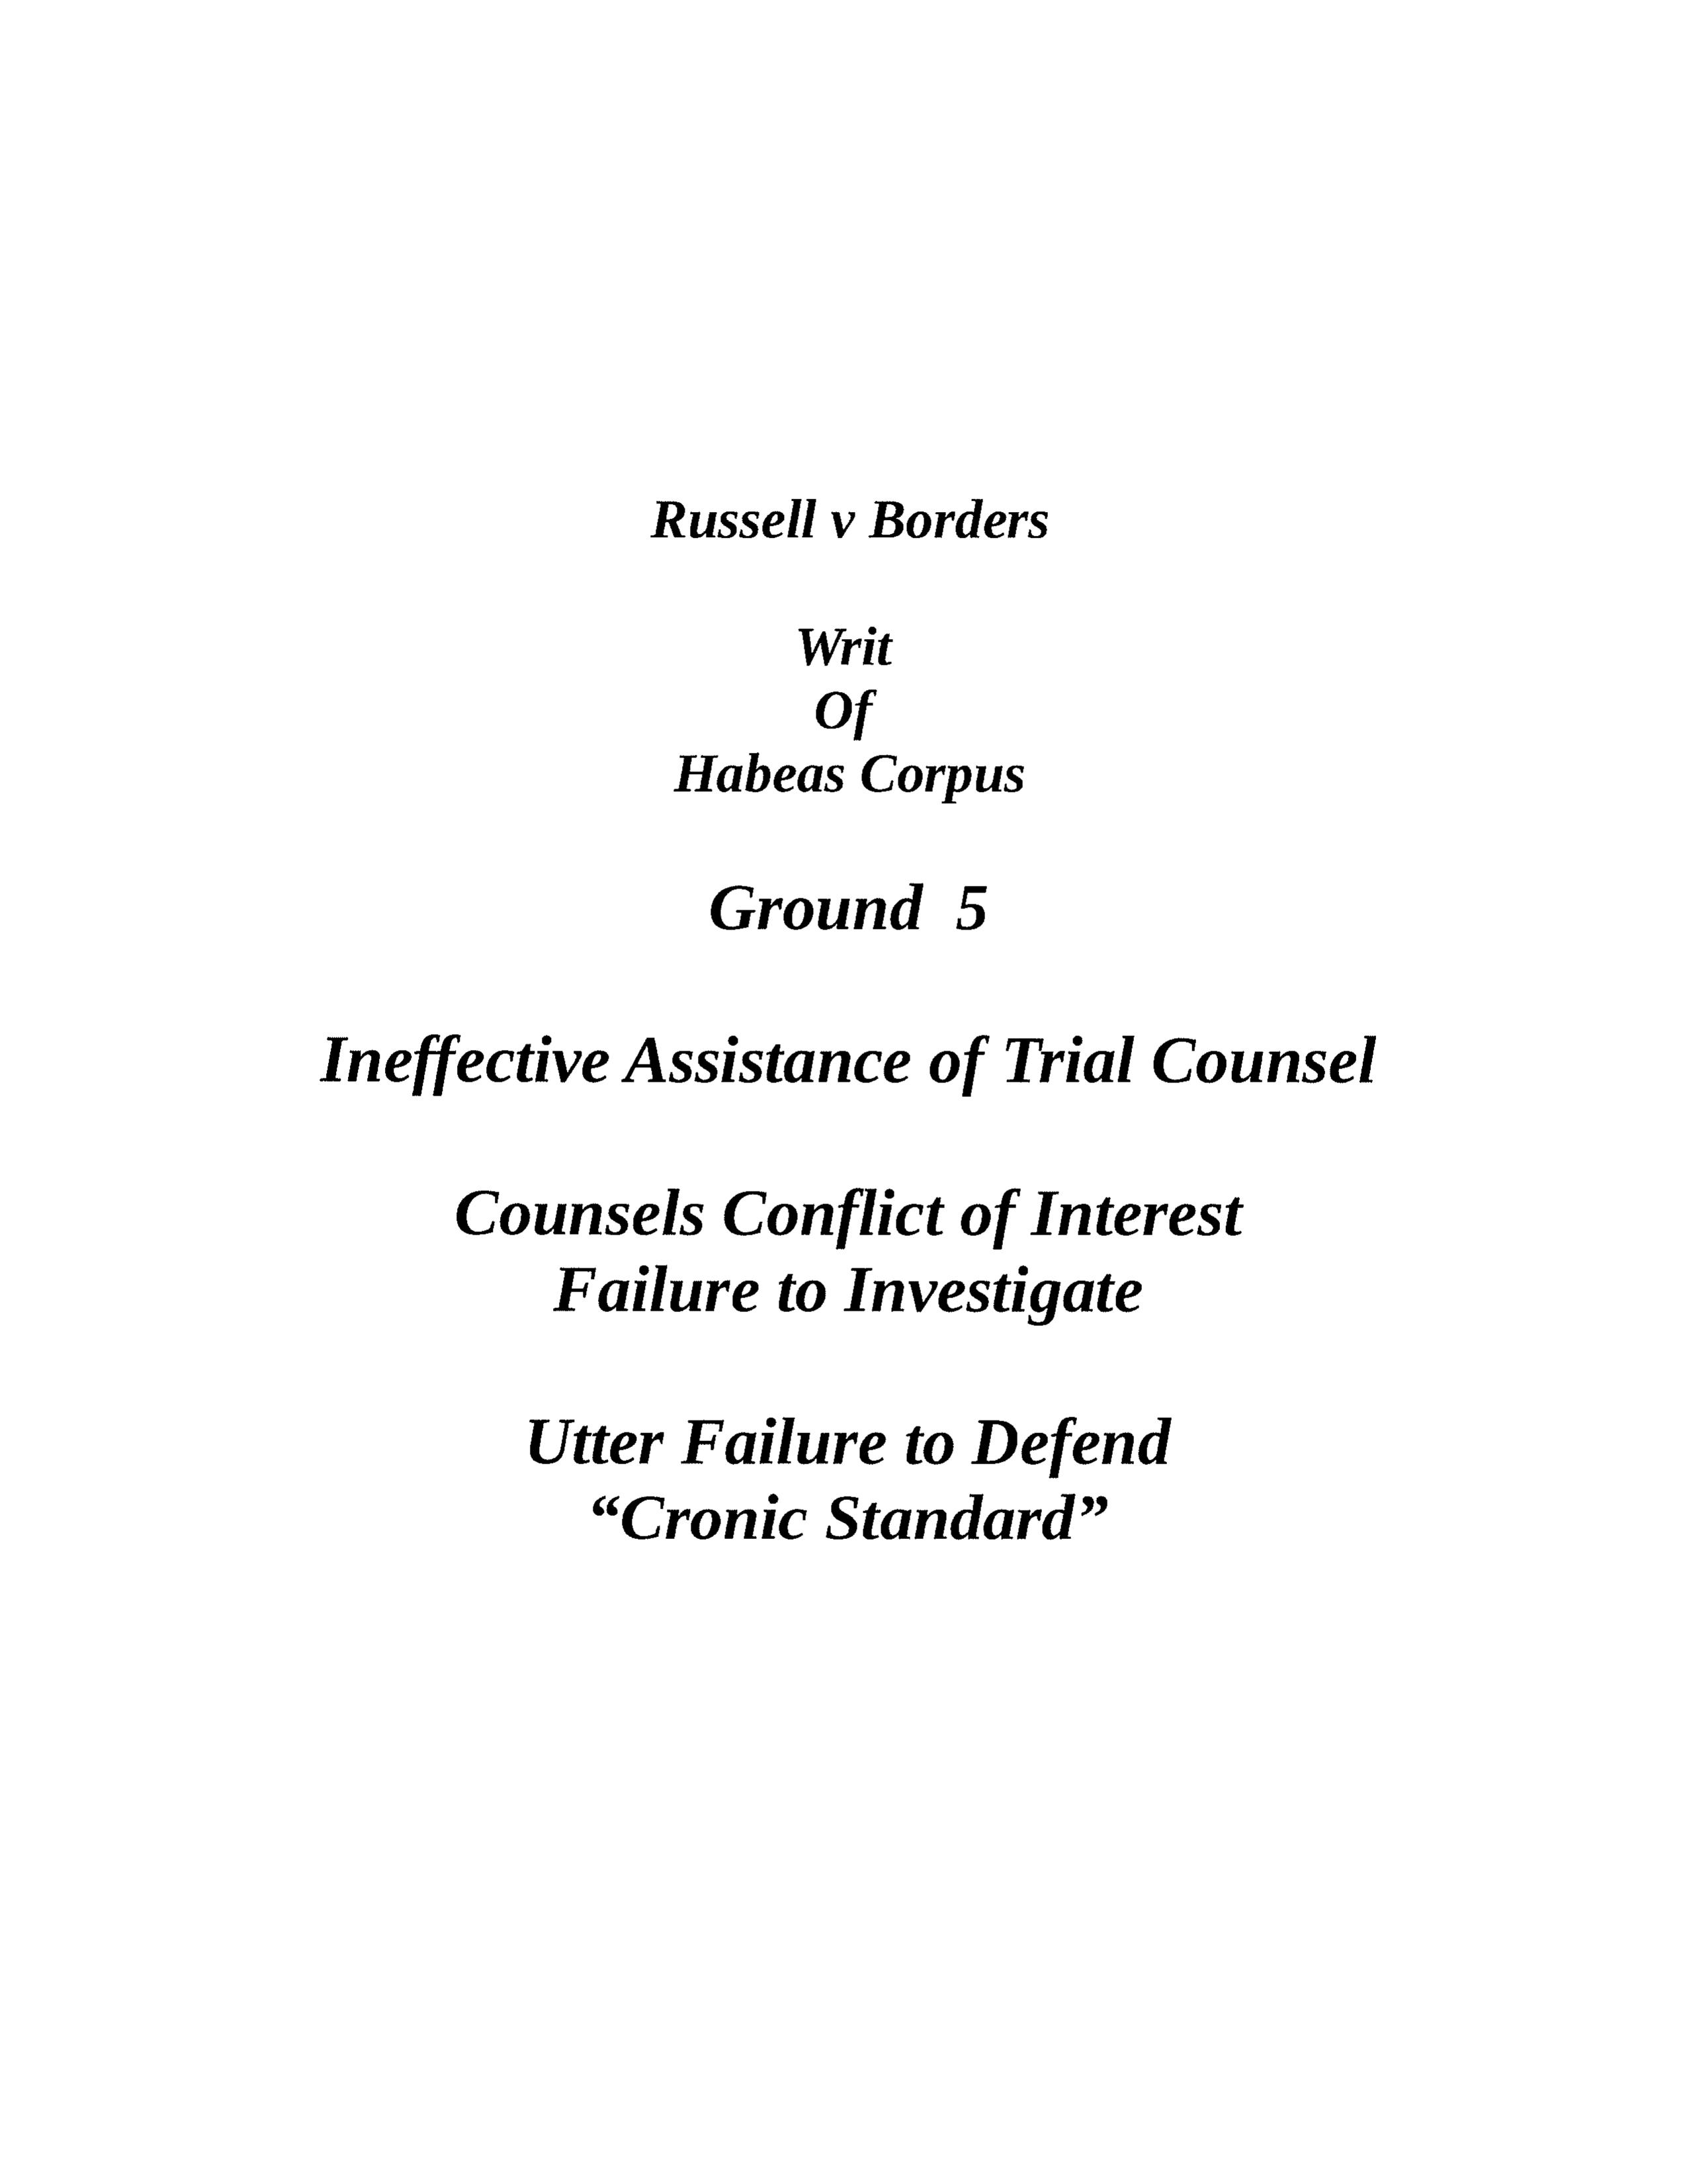 Russell v Borders
Writ
Of
Habeas Corpus
Ground 5
Ineffective Assistance of Trial Counsel
Counsels Conflict of Interest
Failure to Investigate
Utter Failure to Defend
“Cronic Standard”